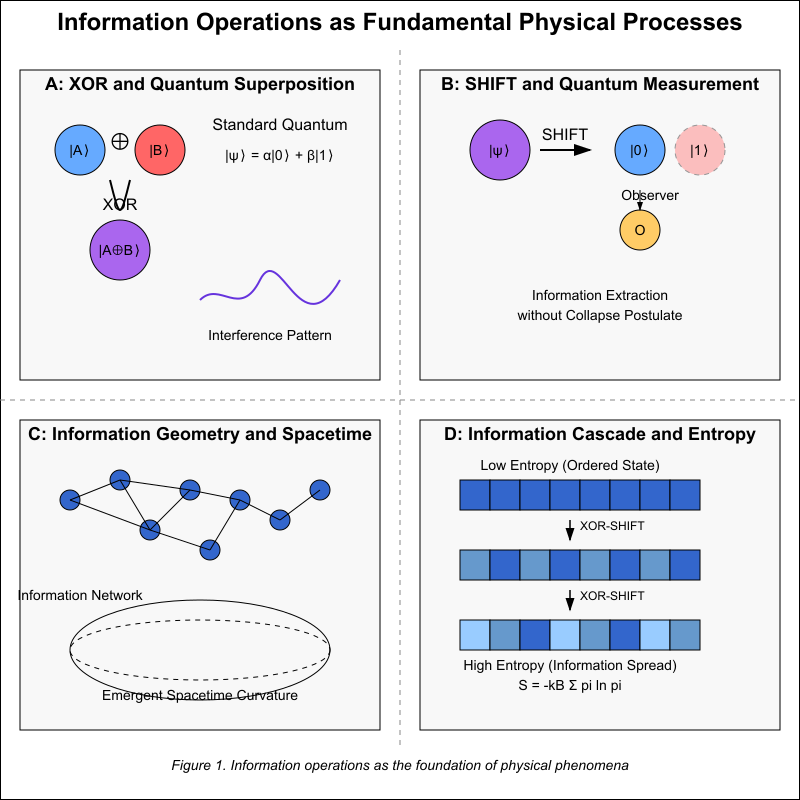 Information Operations as Fundamental Physical Processes
A: XOR and Quantum Superposition
|A⟩ ⊕ |B⟩
Standard Quantum
|ψ⟩ = α|0⟩ + β|1⟩
XOR
|A⊕B⟩
Interference Pattern
B: SHIFT and Quantum Measurement
|ψ⟩
SHIFT
|0⟩
|1⟩
Observer
O
Information Extraction
without Collapse Postulate
C: Information Geometry and Spacetime
Information Network
Emergent Spacetime Curvature
D: Information Cascade and Entropy
Low Entropy (Ordered State)
XOR-SHIFT
XOR-SHIFT
High Entropy (Information Spread)
S = -kB Σ pi ln pi
Figure 1. Information operations as the foundation of physical phenomena